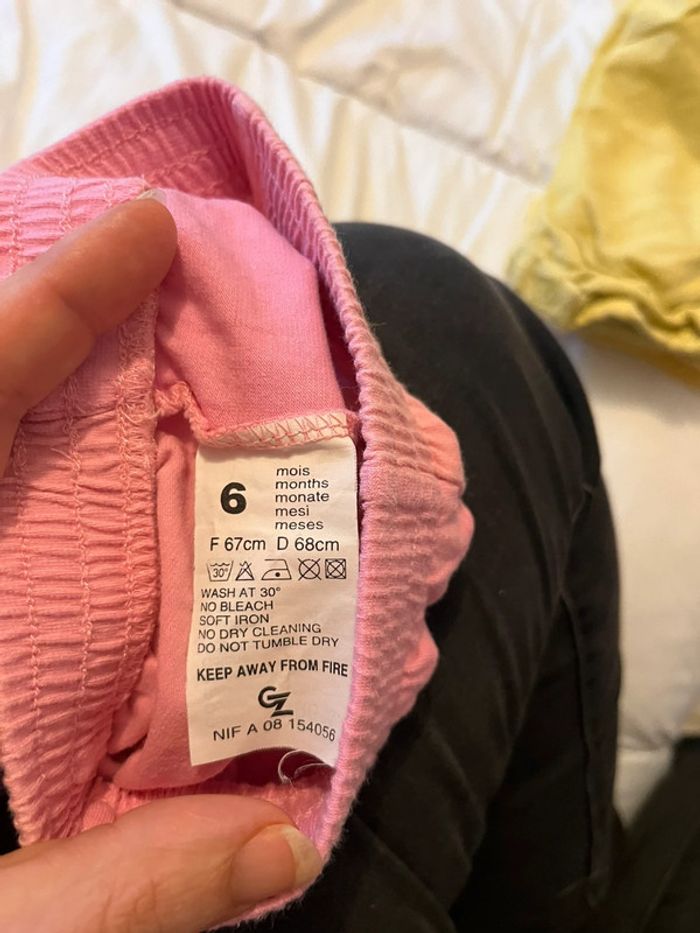 6
mois
months
monate
mesi
meses
F 67cm D 68cm
30°
WASH AT 30°
NO BLEACH
SOFT IRON
NO DRY CLEANING
DO NOT TUMBLE DRY
KEEP AWAY FROM FIRE
GZ
NIF A 08 154056